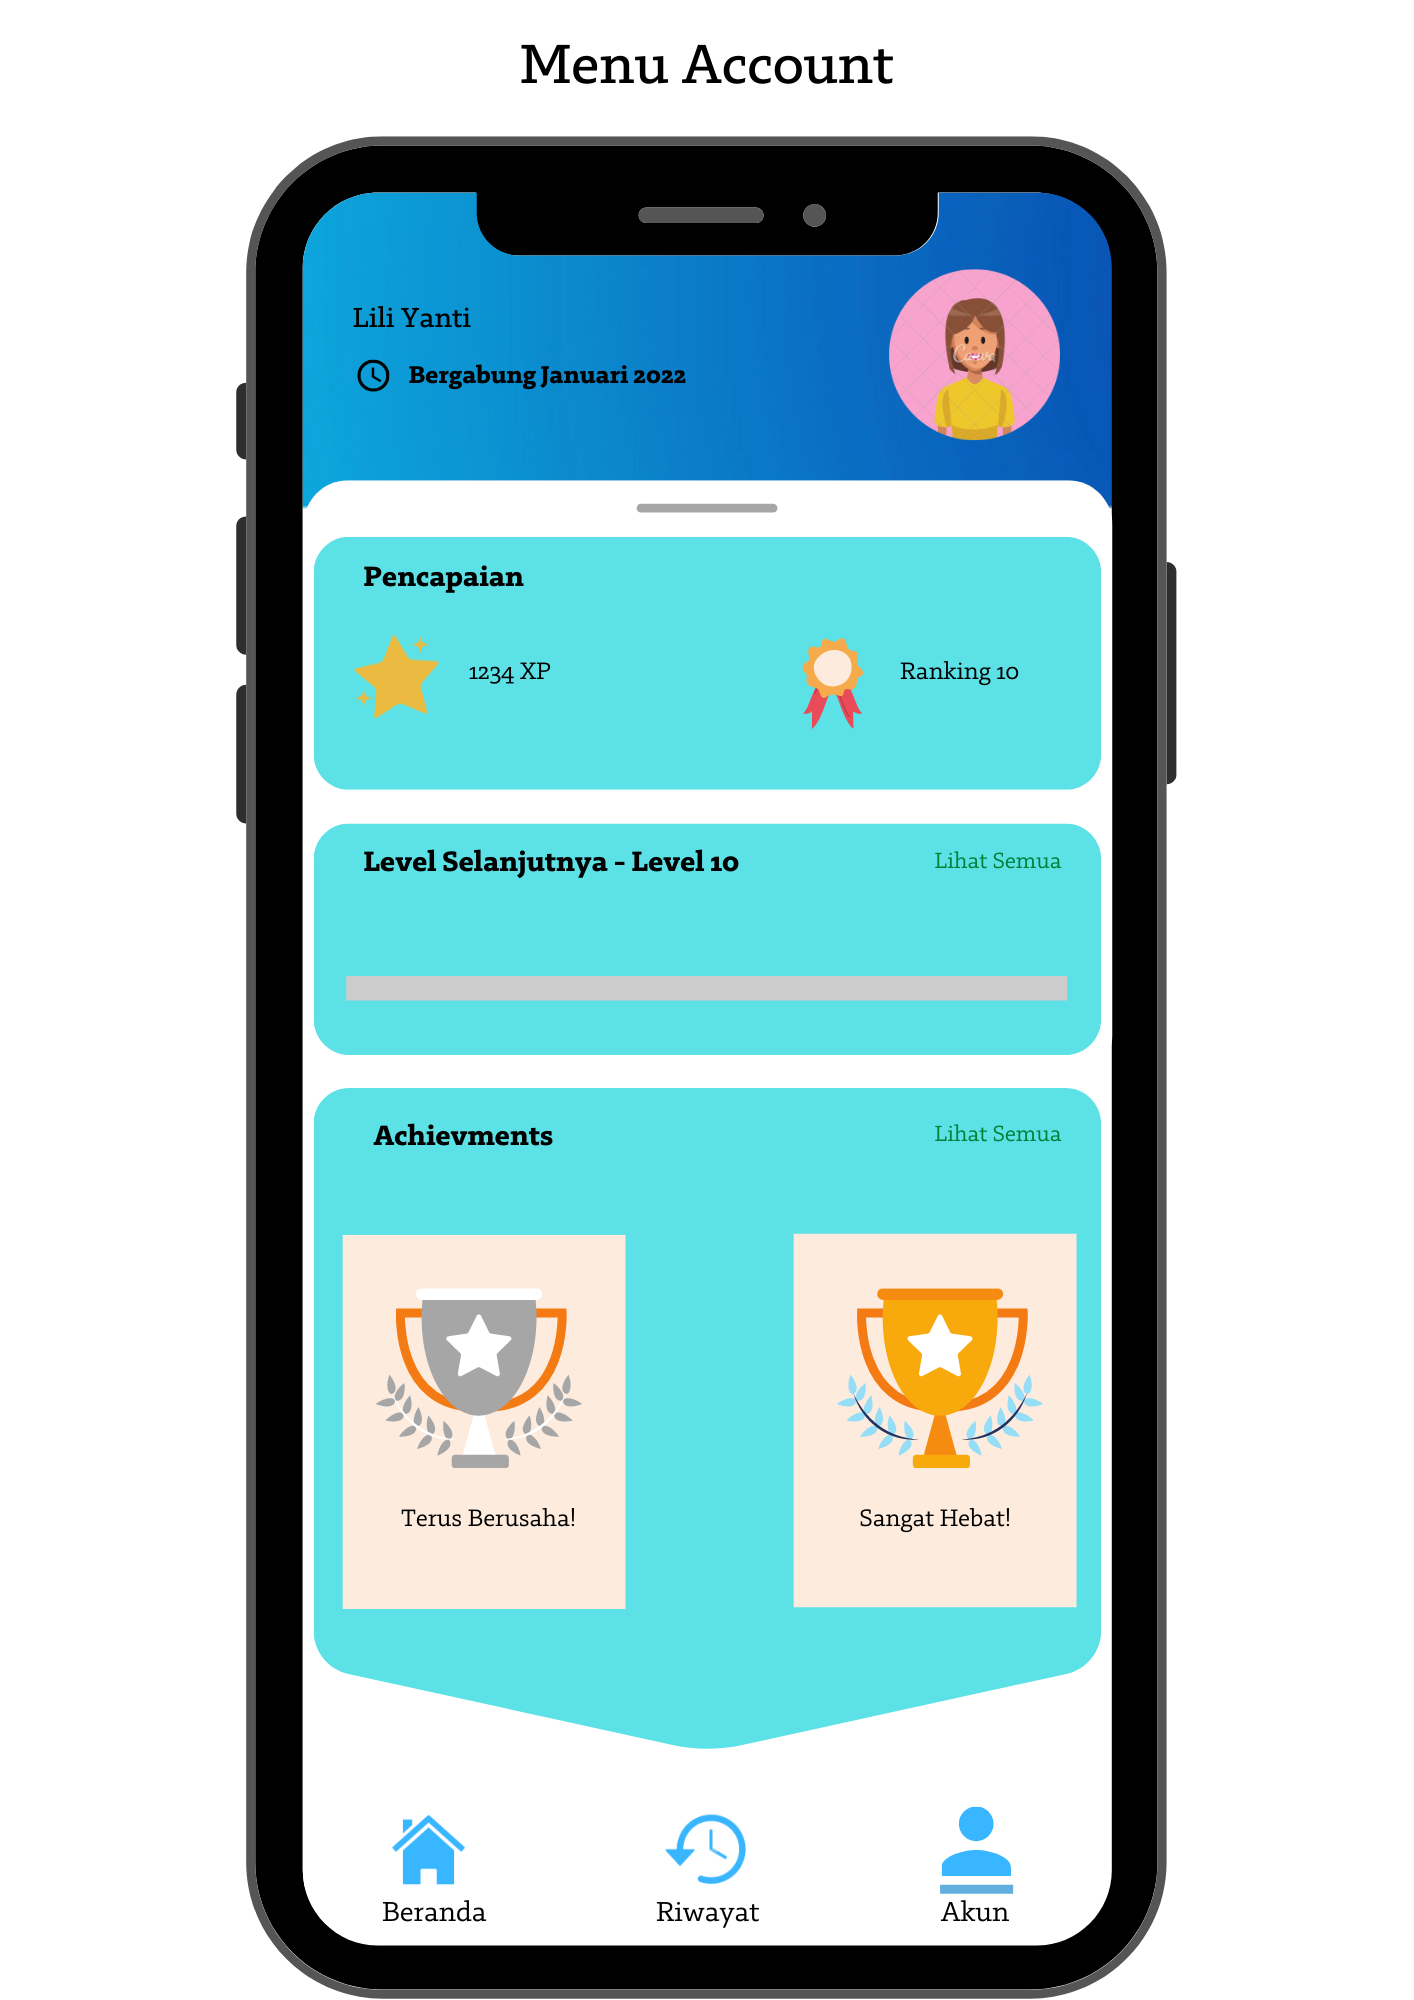 Menu Account
Lili Yanti
Bergabung Januari 2022
Canva
Pencapaian
1234 XP
Ranking 10
Level Selanjutnya - Level 10
Lihat Semua
Achievments
Lihat Semua
Terus Berusaha!
Sangat Hebat!
Beranda
Riwayat
Akun